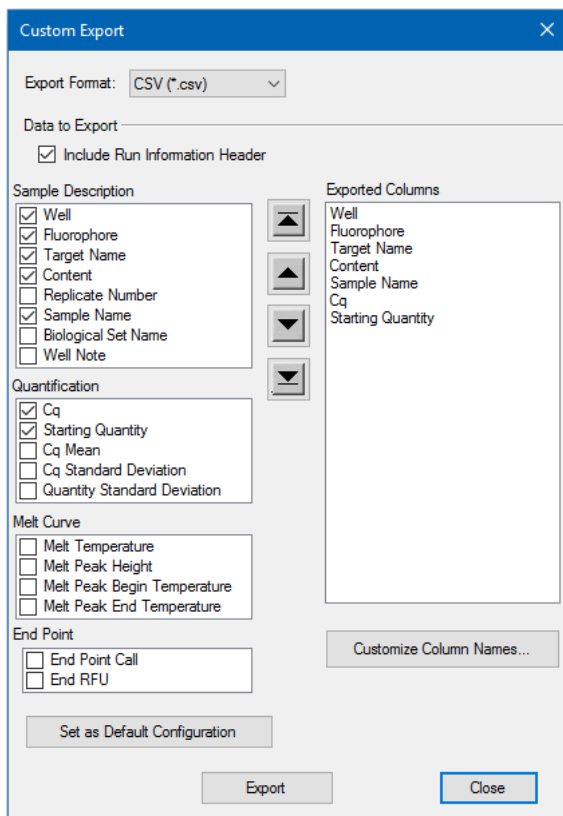 Custom Export
Export Format: CSV (*.csv)
Data to Export
Include Run Information Header
Sample Description
Well
Fluorophore
Target Name
Content
Replicate Number
Sample Name
Biological Set Name
Well Note
Quantification
Cq
Starting Quantity
Cq Mean
Cq Standard Deviation
Quantity Standard Deviation
Melt Curve
Melt Temperature
Melt Peak Height
Melt Peak Begin Temperature
Melt Peak End Temperature
End Point
End Point Call
End RFU
Exported Columns
Well
Fluorophore
Target Name
Content
Sample Name
Cq
Starting Quantity
Customize Column Names...
Set as Default Configuration
Export
Close